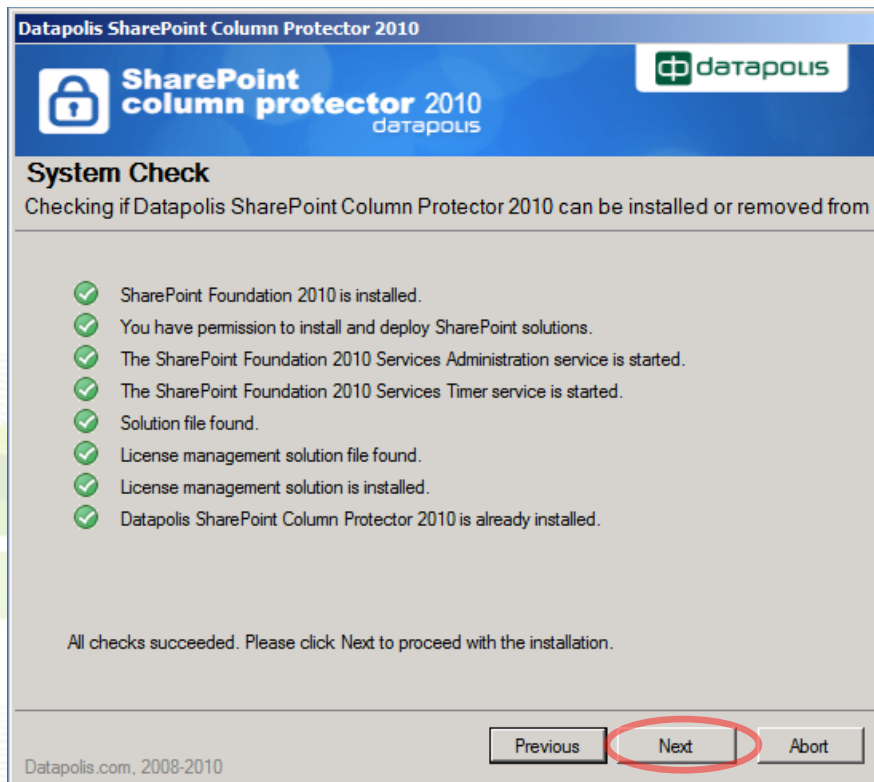 Datapolis SharePoint Column Protector 2010
SharePoint
column protector 2010
datapolis
datapolis
System Check
Checking if Datapolis SharePoint Column Protector 2010 can be installed or removed from
SharePoint Foundation 2010 is installed.
You have permission to install and deploy SharePoint solutions.
The SharePoint Foundation 2010 Services Administration service is started.
The SharePoint Foundation 2010 Services Timer service is started.
Solution file found.
License management solution file found.
License management solution is installed.
Datapolis SharePoint Column Protector 2010 is already installed.
All checks succeeded. Please click Next to proceed with the installation.
Previous Next Abort
Datapolis.com, 2008-2010